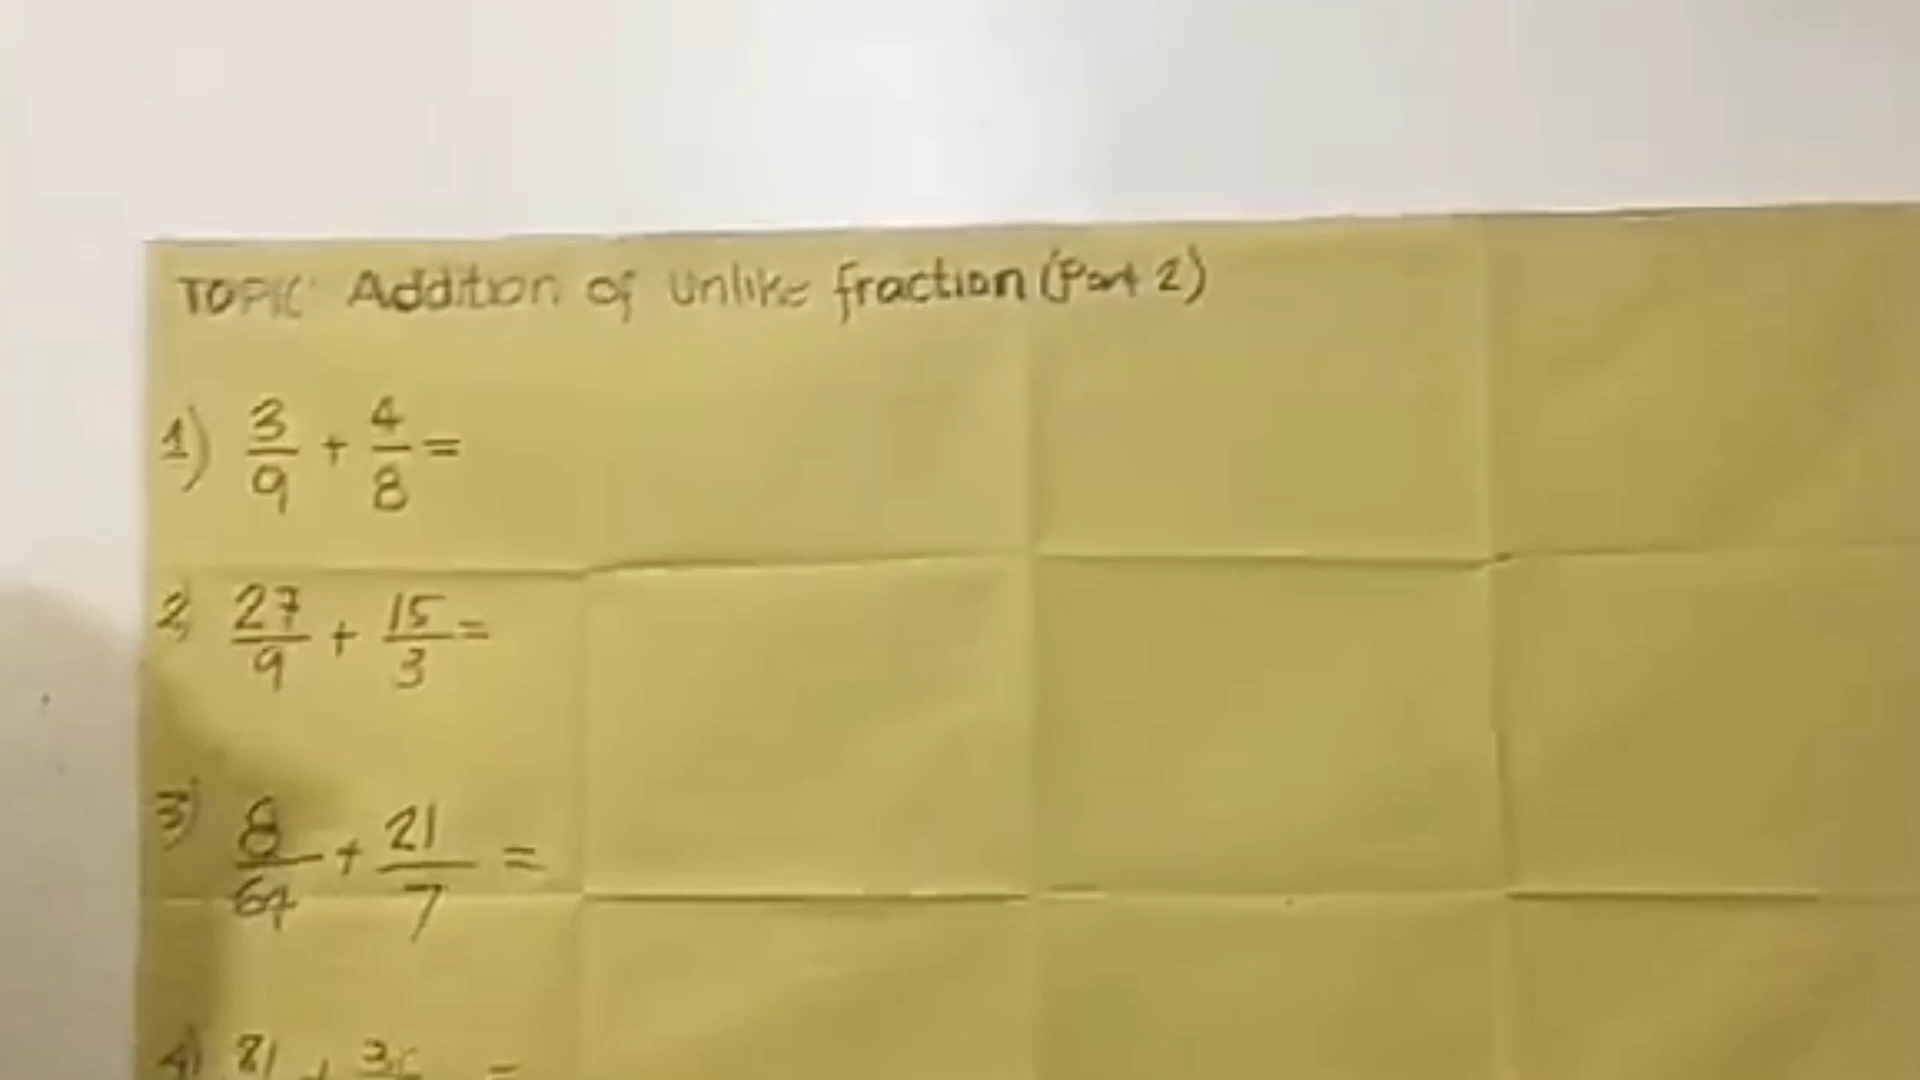 TOPIC: Addition of Unlike fraction (Part 2)
1) 3/9 + 4/8 =
2) 27/9 + 15/3 =
3) 8/64 + 21/7 =
4) + =